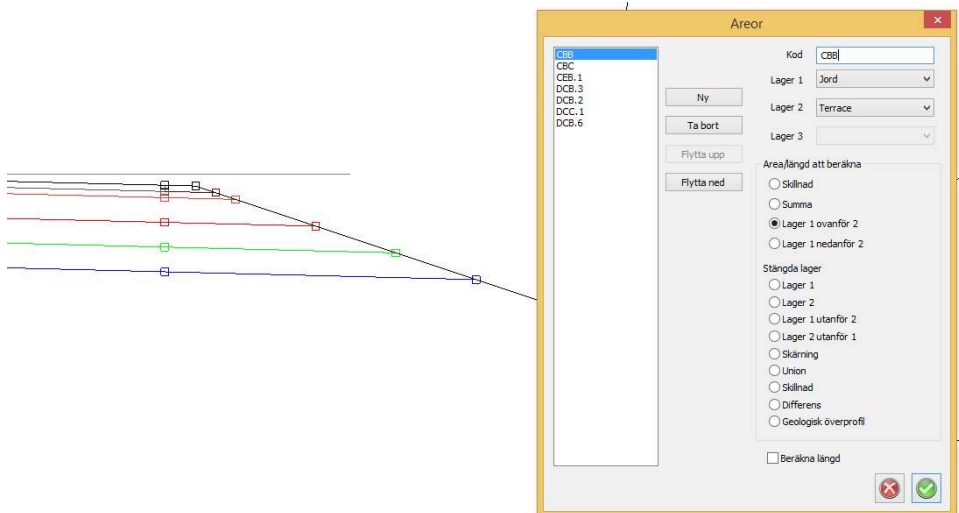 Areor
CBB
CBC
CEB.1
DCB.3
DCB.2
DCC.1
DCB.6
Ny
Ta bort
Flytta upp
Flytta ned
Kod CBB
Lager 1 Jord
Lager 2 Terrace
Lager 3
Area/längd att beräkna
Skillnad
Summa
Lager 1 ovanför 2
Lager 1 nedanför 2
Stängda lager
Lager 1
Lager 2
Lager 1 utanför 2
Lager 2 utanför 1
Skärning
Union
Skillnad
Differens
Geologisk överprofil
Beräkna längd